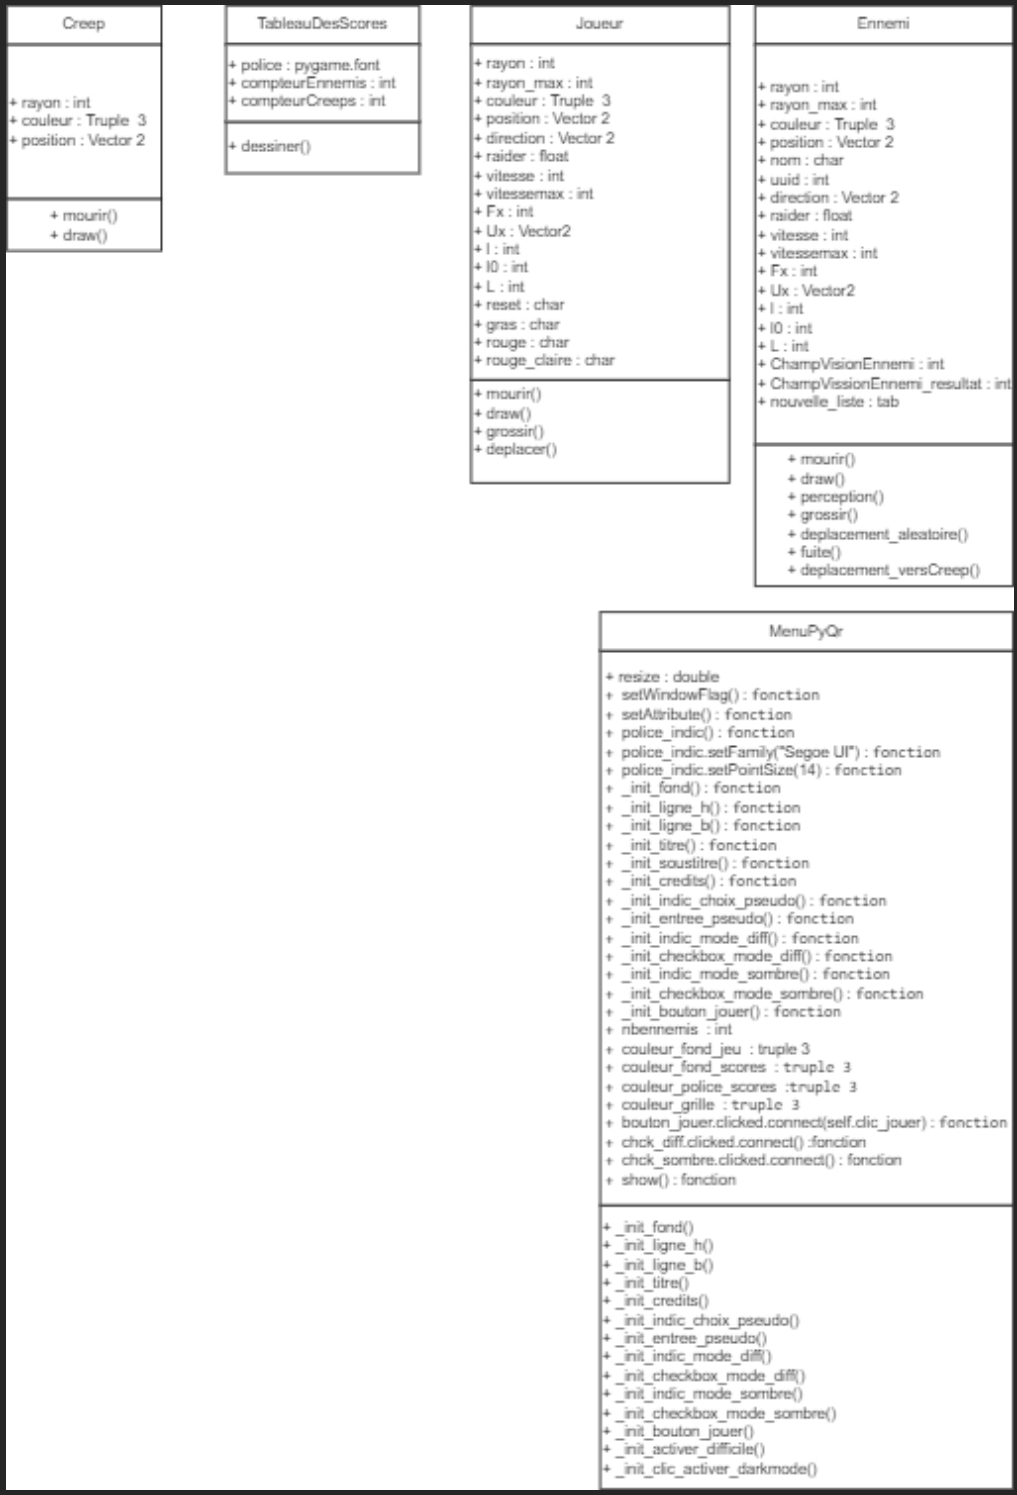 Creep
+ rayon : int
+ couleur : Truple 3
+ position : Vector 2
+ mourir()
+ draw()
TableauDesScores
+ police : pygame.font
+ compteurEnnemis : int
+ compteurCreeps : int
+ dessiner()
Joueur
+ rayon : int
+ rayon_max : int
+ couleur : Truple 3
+ position : Vector 2
+ direction : Vector 2
+ raider : float
+ vitesse : int
+ vitessemax : int
+ Fx : int
+ Ux : Vector2
+ l : int
+ l0 : int
+ L : int
+ reset : char
+ gras : char
+ rouge : char
+ rouge_claire : char
+ mourir()
+ draw()
+ grossir()
+ deplacer()
Ennemi
+ rayon : int
+ rayon_max : int
+ couleur : Truple 3
+ position : Vector 2
+ nom : char
+ uuid : int
+ direction : Vector 2
+ raider : float
+ vitesse : int
+ vitessemax : int
+ Fx : int
+ Ux : Vector2
+ l : int
+ l0 : int
+ L : int
+ ChampVisionEnnemi : int
+ ChampVissionEnnemi_resultat : int
+ nouvelle_liste : tab
+ mourir()
+ draw()
+ perception()
+ grossir()
+ deplacement_aleatoire()
+ fuite()
+ deplacement_versCreep()
MenuPyQr
+ resize : double
+ setWindowFlag() : fonction
+ setAttribute() : fonction
+ police_indic() : fonction
+ police_indic.setFamily("Segoe UI") : fonction
+ police_indic.setPointSize(14) : fonction
+ _init_fond() : fonction
+ _init_ligne_h() : fonction
+ _init_ligne_b() : fonction
+ _init_titre() : fonction
+ _init_soustitre() : fonction
+ _init_credits() : fonction
+ _init_indic_choix_pseudo() : fonction
+ _init_entree_pseudo() : fonction
+ _init_indic_mode_diff() : fonction
+ _init_checkbox_mode_diff() : fonction
+ _init_indic_mode_sombre() : fonction
+ _init_checkbox_mode_sombre() : fonction
+ _init_bouton_jouer() : fonction
+ nbennemis : int
+ couleur_fond_jeu : truple 3
+ couleur_fond_scores : truple 3
+ couleur_police_scores :truple 3
+ couleur_grille : truple 3
+ bouton_jouer.clicked.connect(self.clic_jouer) : fonction
+ chck_diff.clicked.connect() :fonction
+ chck_sombre.clicked.connect() : fonction
+ show() : fonction
+ _init_fond()
+ _init_ligne_h()
+ _init_ligne_b()
+ _init_titre()
+ _init_credits()
+ _init_indic_choix_pseudo()
+ _init_entree_pseudo()
+ _init_indic_mode_diff()
+ _init_checkbox_mode_diff()
+ _init_indic_mode_sombre()
+ _init_checkbox_mode_sombre()
+ _init_bouton_jouer()
+ _init_activer_difficile()
+ _init_clic_activer_darkmode()